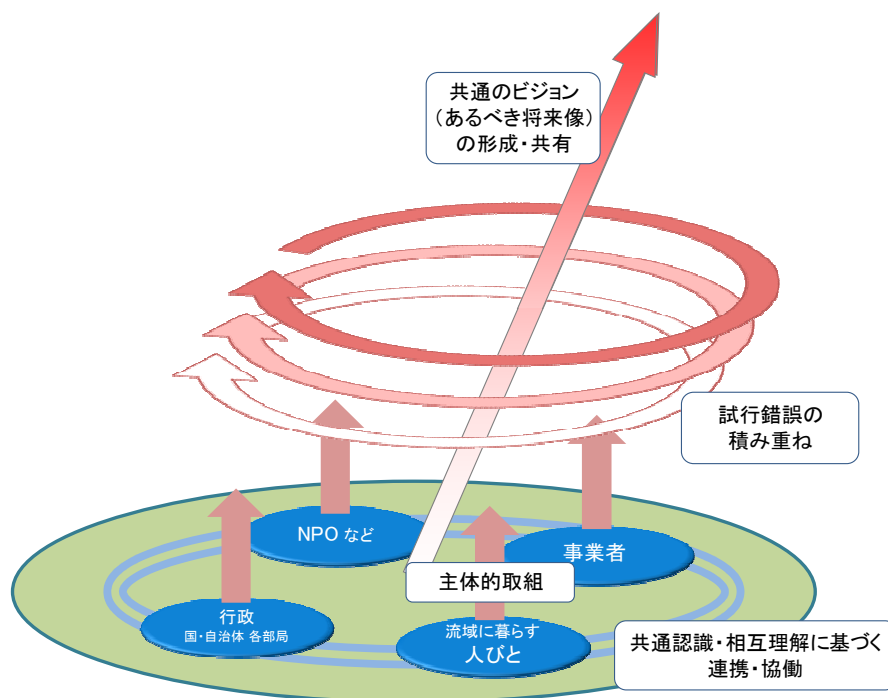 共通のビジョン
（あるべき将来像）
の形成・共有
試行錯誤の
積み重ね
NPO など
事業者
主体的取組
行政
国・自治体 各部局
流域に暮らす
人びと
共通認識・相互理解に基づく
連携・協働